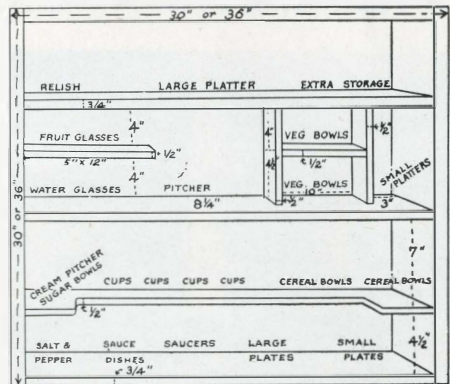 30" or 36"
RELISH LARGE PLATTER EXTRA STORAGE
3/4"
FRUIT GLASSES 4" 4" VEG BOWLS 1/2"
5" x 12" 1/2" 4 1/2" 1/2"
4"
WATER GLASSES PITCHER VEG. BOWLS SMALL PLATTERS
8 1/4" 1/2" 10" 3"
30" or 36"
CREAM PITCHER CUPS CUPS CUPS CUPS CEREAL BOWLS CEREAL BOWLS 7"
SUGAR BOWLS
1/2"
SALT & SAUCE SAUCERS LARGE SMALL 4 1/2"
PEPPER DISHES PLATES PLATES
3/4"